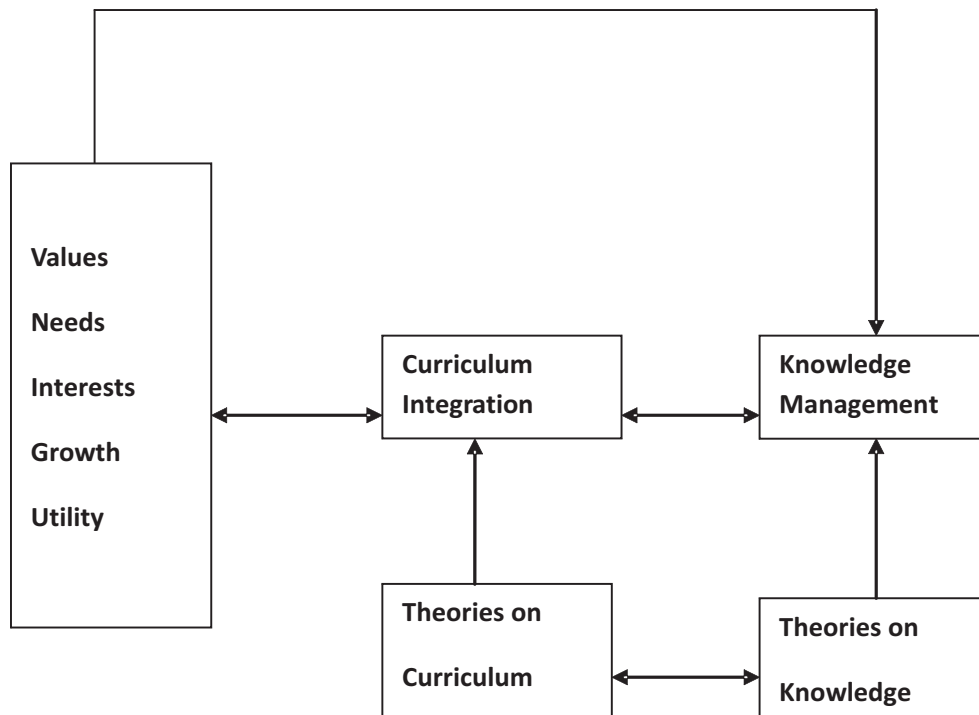 Values
Needs
Interests
Growth
Utility
Curriculum
Integration
Knowledge
Management
Theories on
Curriculum
Theories on
Knowledge